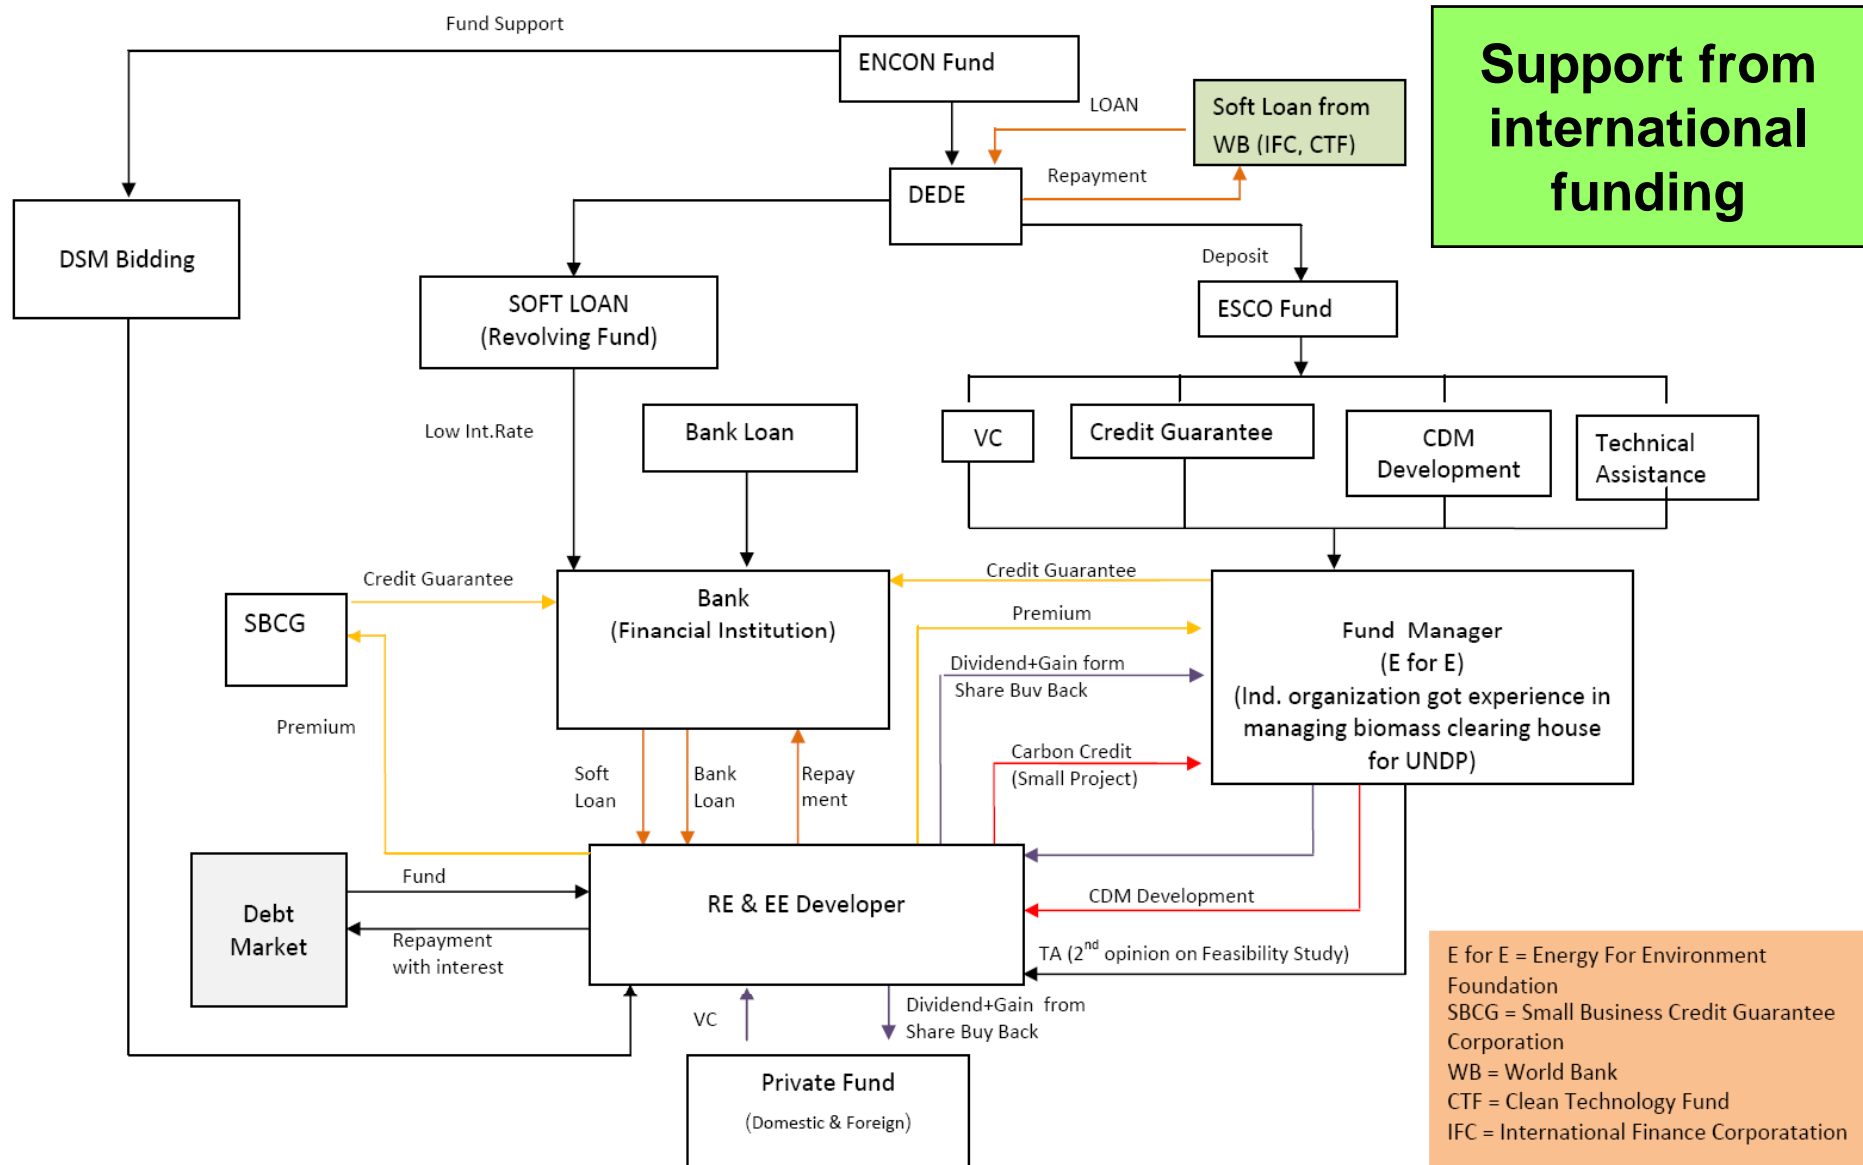 Fund Support
ENCON Fund
Support from
international
funding
LOAN
Soft Loan from
WB (IFC, CTF)
DEDE
Repayment
DSM Bidding
Deposit
SOFT LOAN
(Revolving Fund)
ESCO Fund
Low Int.Rate
Bank Loan
VC
Credit Guarantee
CDM
Development
Technical
Assistance
Credit Guarantee
SBCG
Bank
(Financial Institution)
Credit Guarantee
Premium
Dividend+Gain form
Share Buv Back
Fund Manager
(E for E)
(Ind. organization got experience in
managing biomass clearing house
for UNDP)
Premium
Soft
Loan
Bank
Loan
Repay
ment
Carbon Credit
(Small Project)
Debt
Market
Fund
Repayment
with interest
RE & EE Developer
CDM Development
TA (2nd opinion on Feasibility Study)
VC
Dividend+Gain from
Share Buy Back
Private Fund
(Domestic & Foreign)
E for E = Energy For Environment
Foundation
SBCG = Small Business Credit Guarantee
Corporation
WB = World Bank
CTF = Clean Technology Fund
IFC = International Finance Corporatation